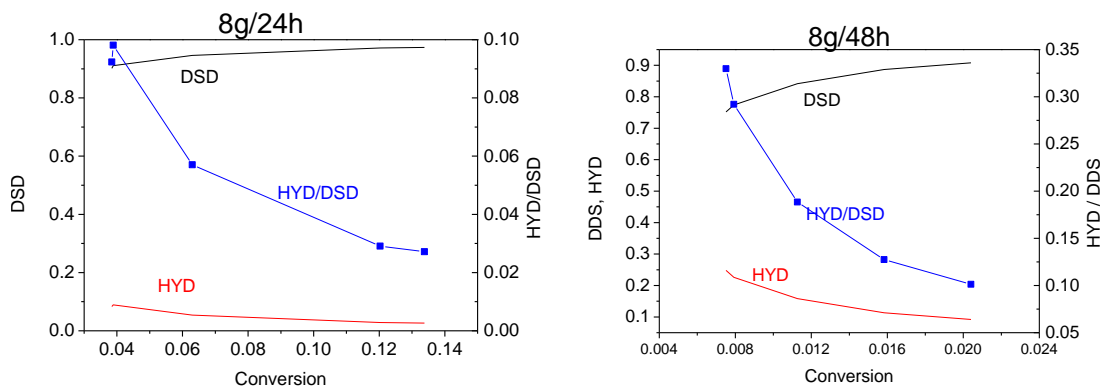 8g/24h
1.0
0.8
0.6
0.4
0.2
0.0
DSD
0.10
0.08
0.06
0.04
0.02
0.00
HYD/DSD
DSD
HYD/DSD
HYD
0.04
0.06
0.08
0.10
0.12
0.14
Conversion
8g/48h
0.9
0.8
0.7
0.6
0.5
0.4
0.3
0.2
0.1
DDS, HYD
0.35
0.30
0.25
0.20
0.15
0.10
0.05
HYD / DDS
DSD
HYD/DSD
HYD
0.004
0.008
0.012
0.016
0.020
0.024
Conversion